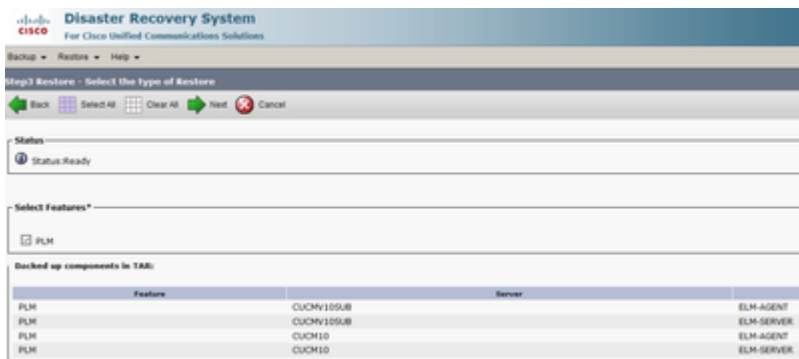 cisco
Disaster Recovery System
For Cisco Unified Communications Solutions
Backup Restore Help
Step3 Restore - Select the type of Restore
Back Select All Clear All Next Cancel
Status
Status:Ready
Select Features*
PLM
Backed up components in TAR:
Feature Server
PLM CUCMV10SUB ELM-AGENT
PLM CUCMV10SUB ELM-SERVER
PLM CUCM10 ELM-AGENT
PLM CUCM10 ELM-SERVER